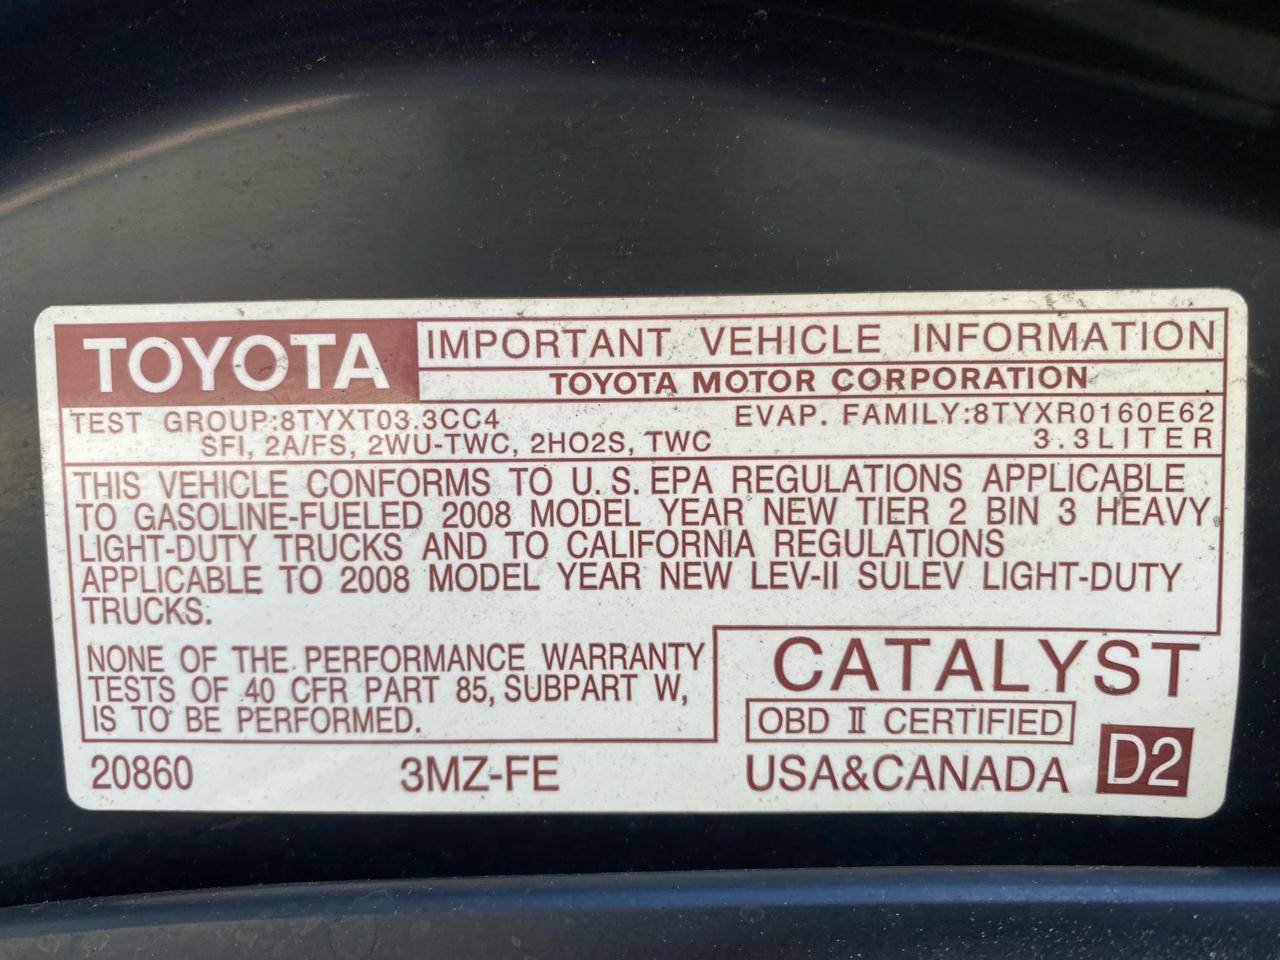 TOYOTA IMPORTANT VEHICLE INFORMATION
TOYOTA MOTOR CORPORATION
TEST GROUP:8TYXT03.3CC4 EVAP. FAMILY:8TYXR0160E62
SFI, 2A/FS, 2WU-TWC, 2HO2S, TWC 3.3LITER
THIS VEHICLE CONFORMS TO U.S. EPA REGULATIONS APPLICABLE
TO GASOLINE-FUELED 2008 MODEL YEAR NEW TIER 2 BIN 3 HEAVY
LIGHT-DUTY TRUCKS AND TO CALIFORNIA REGULATIONS
APPLICABLE TO 2008 MODEL YEAR NEW LEV-II SULEV LIGHT-DUTY
TRUCKS.
NONE OF THE PERFORMANCE WARRANTY
TESTS OF 40 CFR PART 85, SUBPART W,
IS TO BE PERFORMED.
CATALYST
OBD II CERTIFIED
20860 3MZ-FE USA&CANADA D2